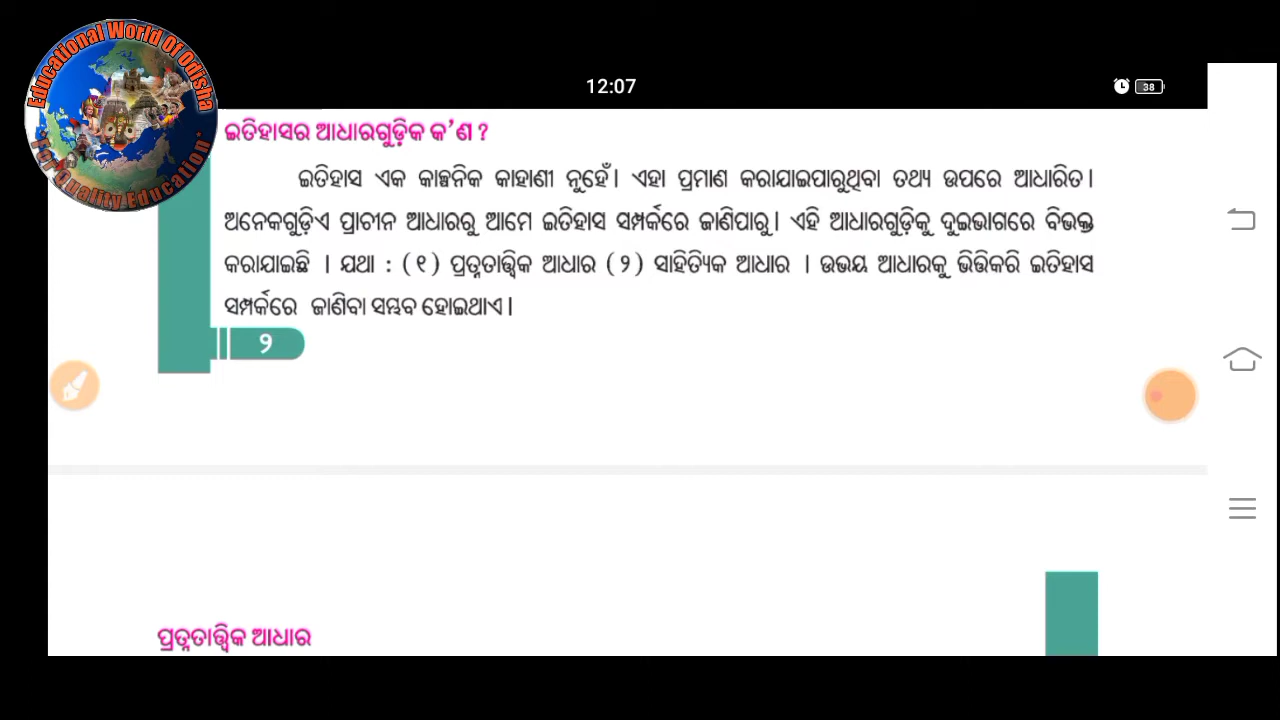 Educational World Of Odisha
For Quality Education
12:07
38
ଇତିହାସର ଆଧାରଗୁଡ଼ିକ କ'ଣ ?
ଇତିହାସ ଏକ କାଳ୍ପନିକ କାହାଣୀ ନୁହେଁ। ଏହା ପ୍ରମାଣ କରାଯାଇପାରୁଥିବା ତଥ୍ୟ ଉପରେ ଆଧାରିତ।
ଅନେକଗୁଡ଼ିଏ ପ୍ରାଚୀନ ଆଧାରରୁ ଆମେ ଇତିହାସ ସମ୍ପର୍କରେ ଜାଣିପାରୁ। ଏହି ଆଧାରଗୁଡ଼ିକୁ ଦୁଇଭାଗରେ ବିଭକ୍ତ
କରାଯାଇଛି । ଯଥା : (୧) ପ୍ରତ୍ନତାତ୍ତ୍ୱିକ ଆଧାର (୨) ସାହିତ୍ୟିକ ଆଧାର । ଉଭୟ ଆଧାରକୁ ଭିତ୍ତିକରି ଇତିହାସ
ସମ୍ପର୍କରେ ଜାଣିବା ସମ୍ଭବ ହୋଇଥାଏ।
୨
ପ୍ରତ୍ନତାତ୍ତ୍ୱିକ ଆଧାର